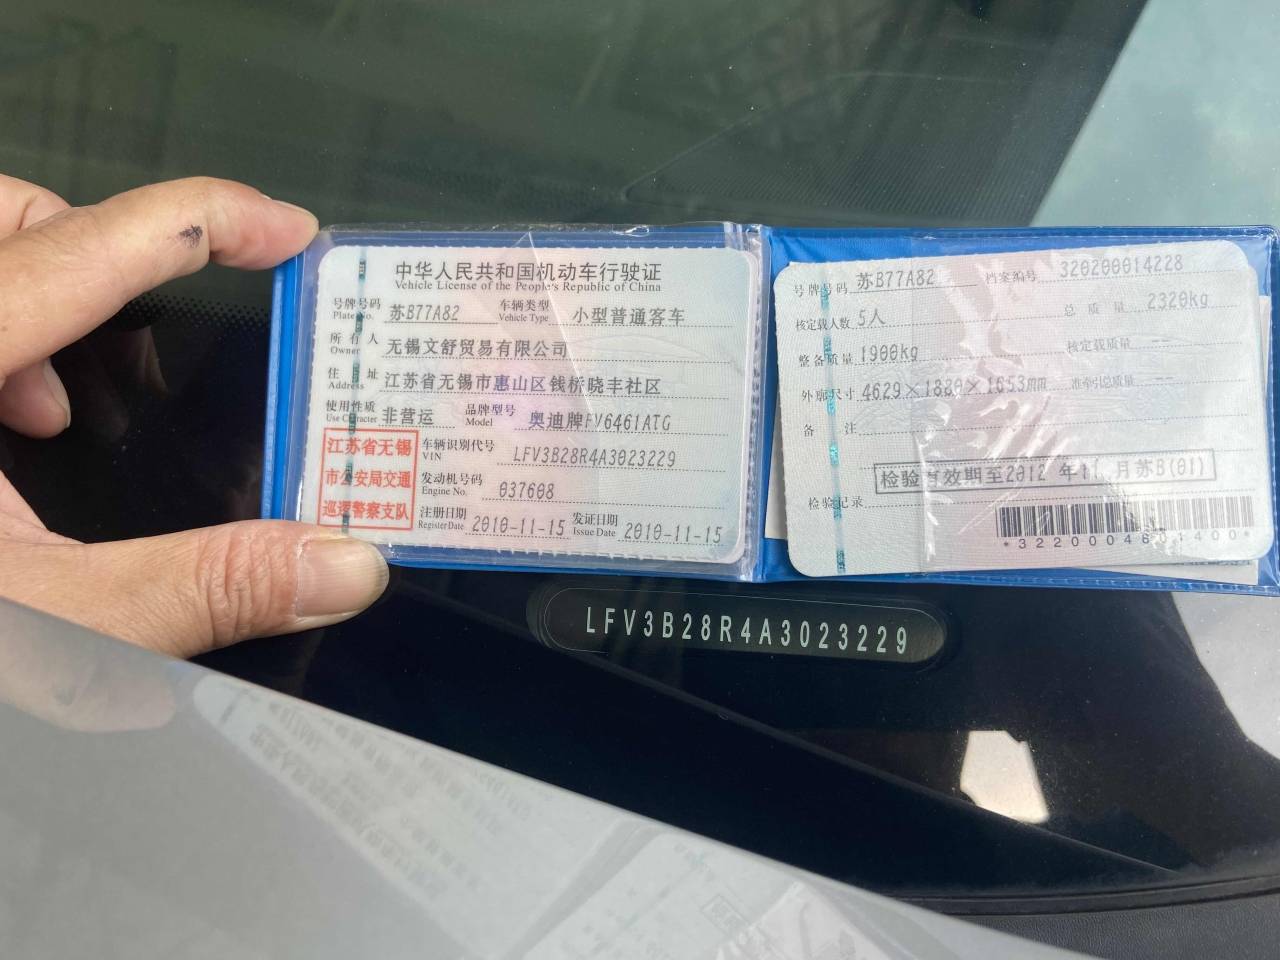 中华人民共和国机动车行驶证
Vehicle License of the People's Republic of China
号牌号码 苏B77A82 车辆类型 小型普通客车
Plate No. Vehicle Type
所有人 无锡文舒贸易有限公司
Owner
住址 江苏省无锡市惠山区钱桥晓丰社区
Address
使用性质 非营运 品牌型号 奥迪牌FV6461ATG
Use Character Model
江苏省无锡
市公安局交通
巡逻警察支队
车辆识别代号 LFV3B28R4A3023229
VIN
发动机号码 037608
Engine No.
注册日期 2010-11-15 发证日期 2010-11-15
Register Date Issue Date
号牌号码 苏B77A82 档案编号 320200014228
核定载人数 5人 总质量 2320kg
整备质量 1900kg 核定载质量 --
外廓尺寸 4629×1880×1653mm 准牵引总质量 --
备注
检验有效期至2012年11月苏B(01)
检验记录
LFV3B28R4A3023229